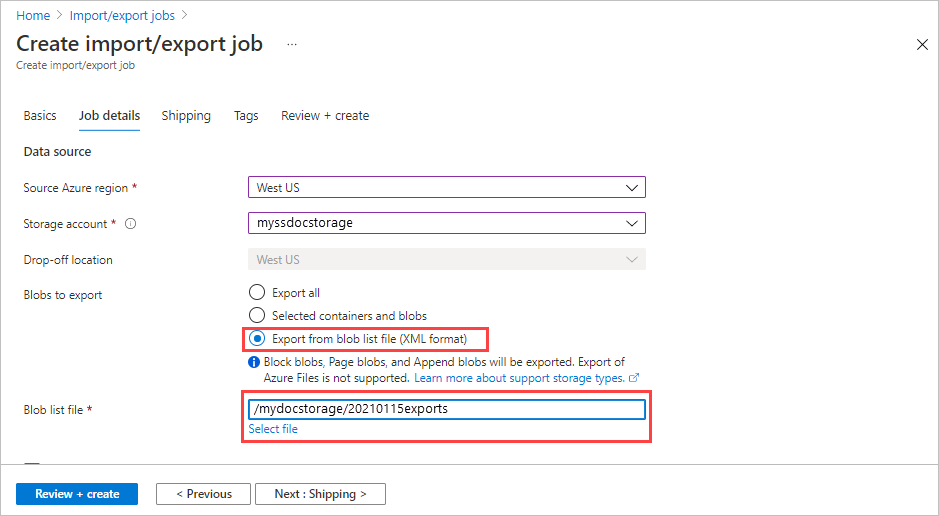 Home > Import/export jobs >
Create import/export job ...
Create import/export job
Basics Job details Shipping Tags Review + create
Data source
Source Azure region * West US
Storage account * myssdocstorage
Drop-off location West US
Blobs to export Export all
Selected containers and blobs
Export from blob list file (XML format)
Block blobs, Page blobs, and Append blobs will be exported. Export of
Azure Files is not supported. Learn more about support storage types.
Blob list file * /mydocstorage/20210115exports
Select file
Review + create < Previous Next : Shipping >